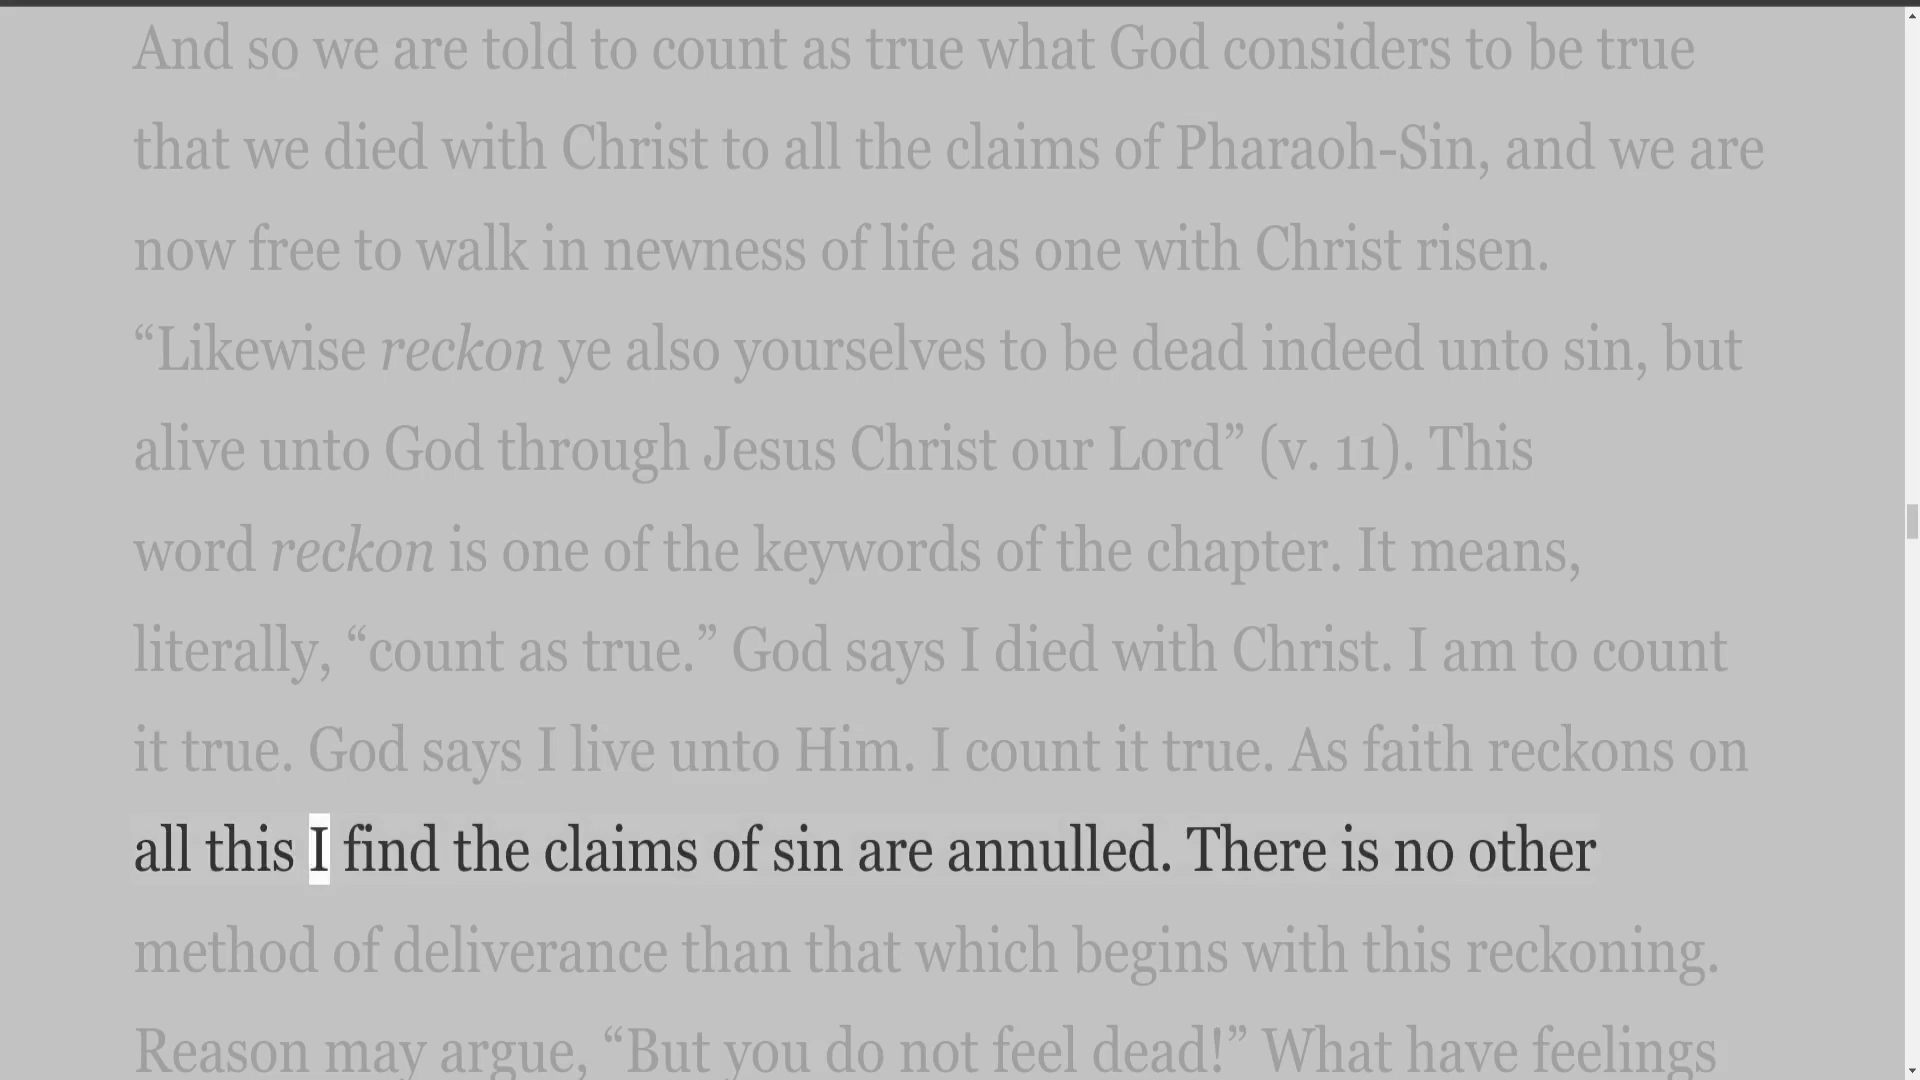 And so we are told to count as true what God considers to be true
that we died with Christ to all the claims of Pharaoh-Sin, and we are
now free to walk in newness of life as one with Christ risen.
“Likewise reckon ye also yourselves to be dead indeed unto sin, but
alive unto God through Jesus Christ our Lord” (v. 11). This
word reckon is one of the keywords of the chapter. It means,
literally, “count as true.” God says I died with Christ. I am to count
it true. God says I live unto Him. I count it true. As faith reckons on
all this I find the claims of sin are annulled. There is no other
method of deliverance than that which begins with this reckoning.
Reason may argue, “But you do not feel dead!” What have feelings